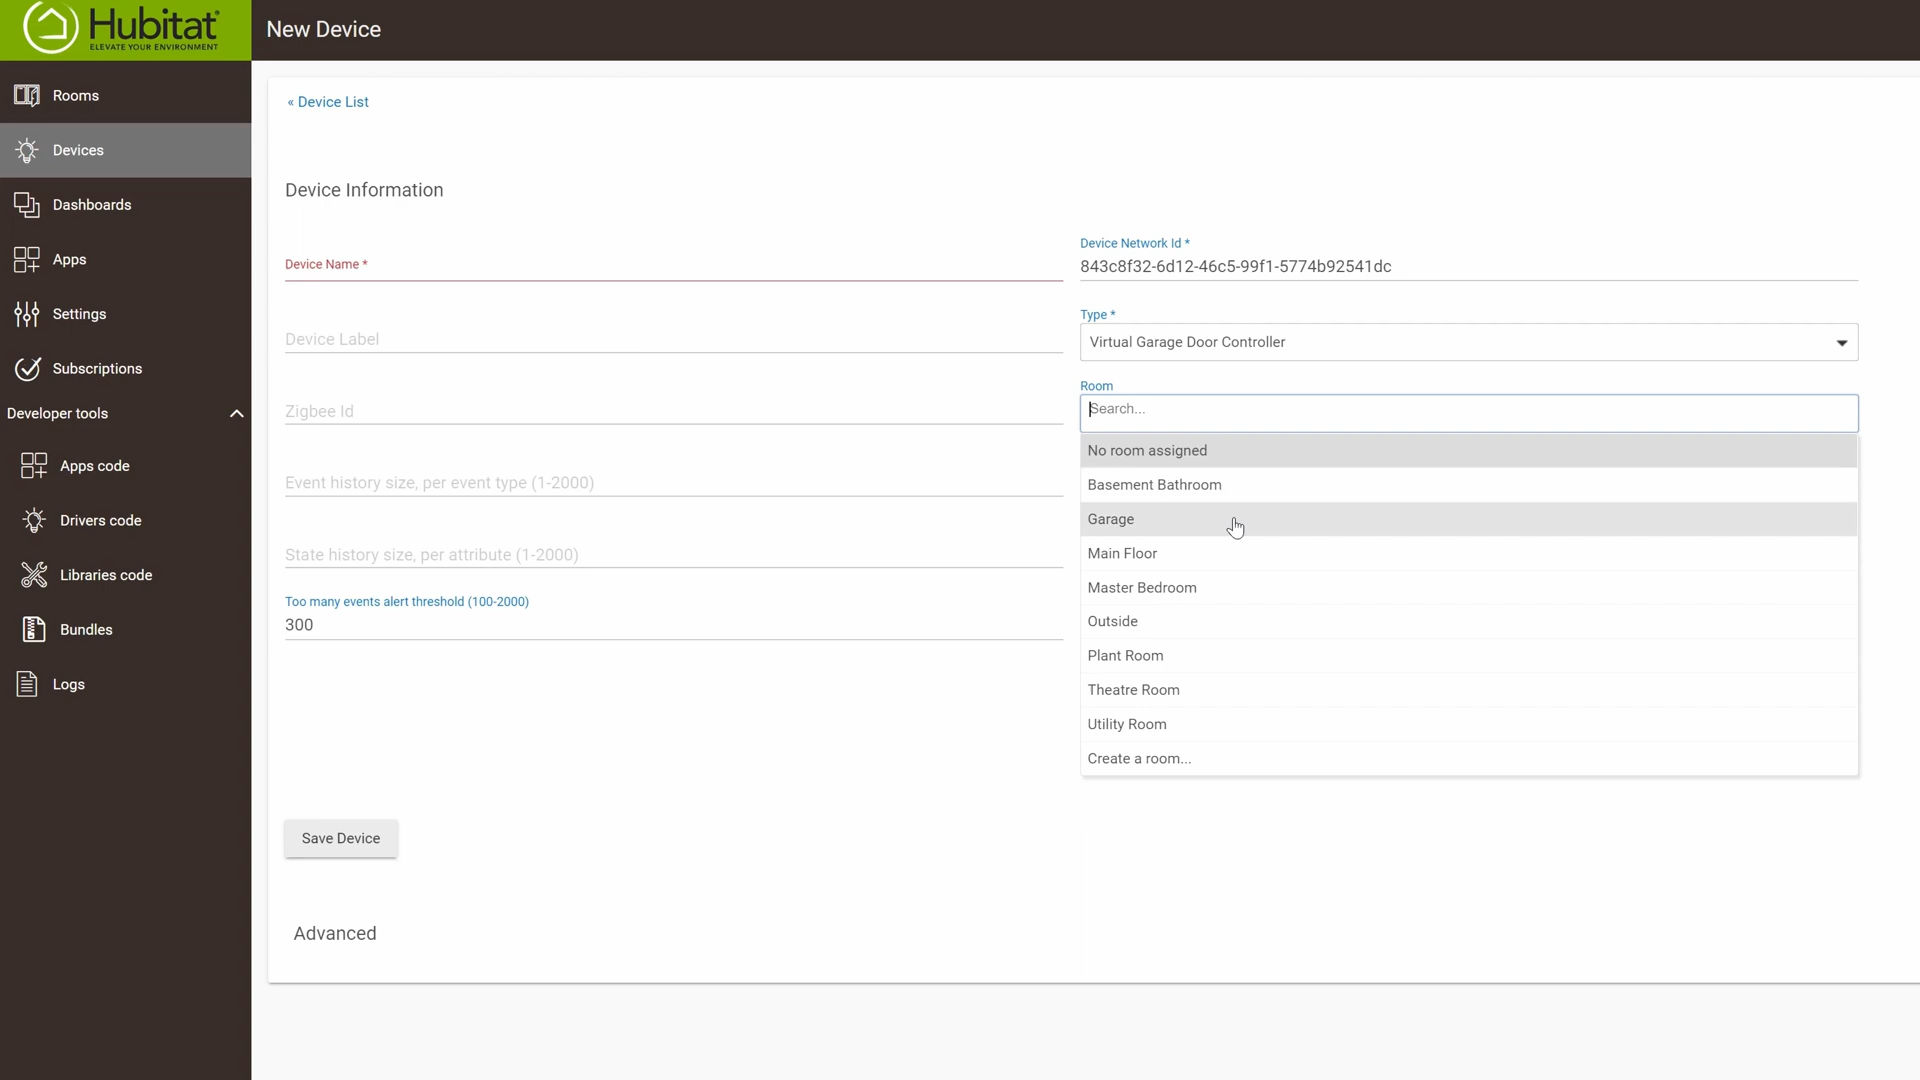 Hubitat®
ELEVATE YOUR ENVIRONMENT
New Device
Rooms
Devices
Dashboards
Apps
Settings
Subscriptions
Developer tools
Apps code
Drivers code
Libraries code
Bundles
Logs
« Device List
Device Information
Device Name *
Device Label
Zigbee Id
Event history size, per event type (1-2000)
State history size, per attribute (1-2000)
Too many events alert threshold (100-2000)
300
Device Network Id *
843c8f32-6d12-46c5-99f1-5774b92541dc
Type *
Virtual Garage Door Controller
Room
Search...
No room assigned
Basement Bathroom
Garage
Main Floor
Master Bedroom
Outside
Plant Room
Theatre Room
Utility Room
Create a room...
Save Device
Advanced